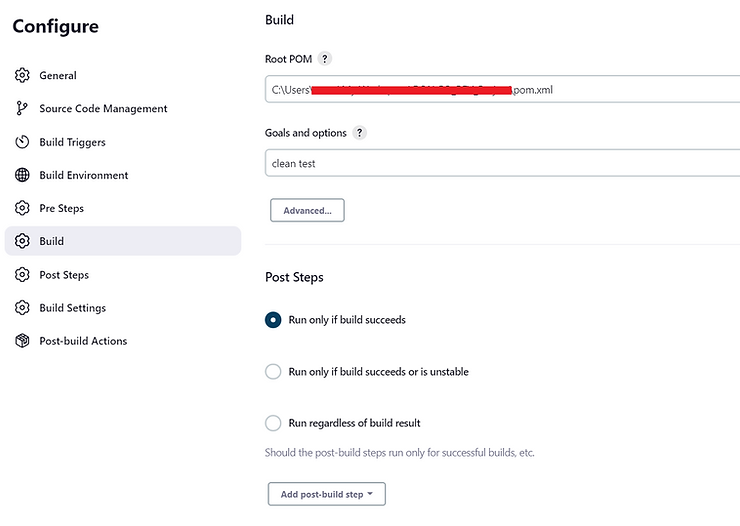 Configure
General
Source Code Management
Build Triggers
Build Environment
Pre Steps
Build
Post Steps
Build Settings
Post-build Actions
Build
Root POM ?
C:\Users\ pom.xml
Goals and options ?
clean test
Advanced...
Post Steps
Run only if build succeeds
Run only if build succeeds or is unstable
Run regardless of build result
Should the post-build steps run only for successful builds, etc.
Add post-build step